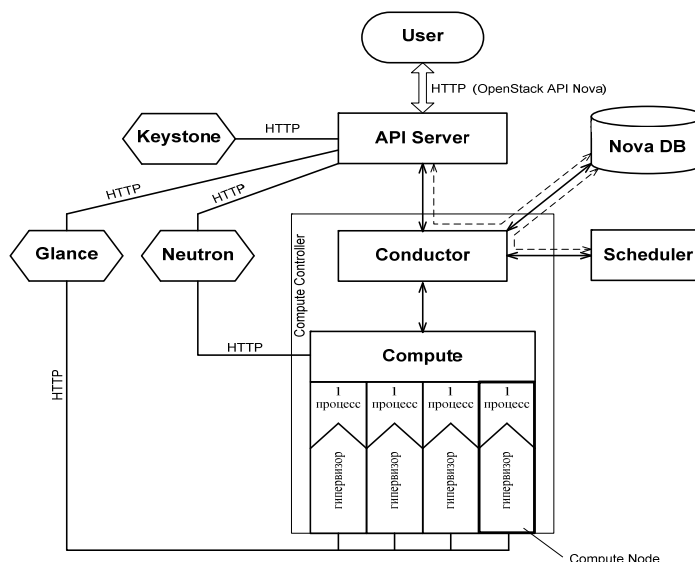 User
HTTP (OpenStack API Nova)
Keystone
HTTP
API Server
Nova DB
HTTP
HTTP
Glance
Neutron
Conductor
Scheduler
Compute Controller
HTTP
HTTP
Compute
1 1 1 1
процесс процесс процесс процесс
гипервизор гипервизор гипервизор гипервизор
Compute Node